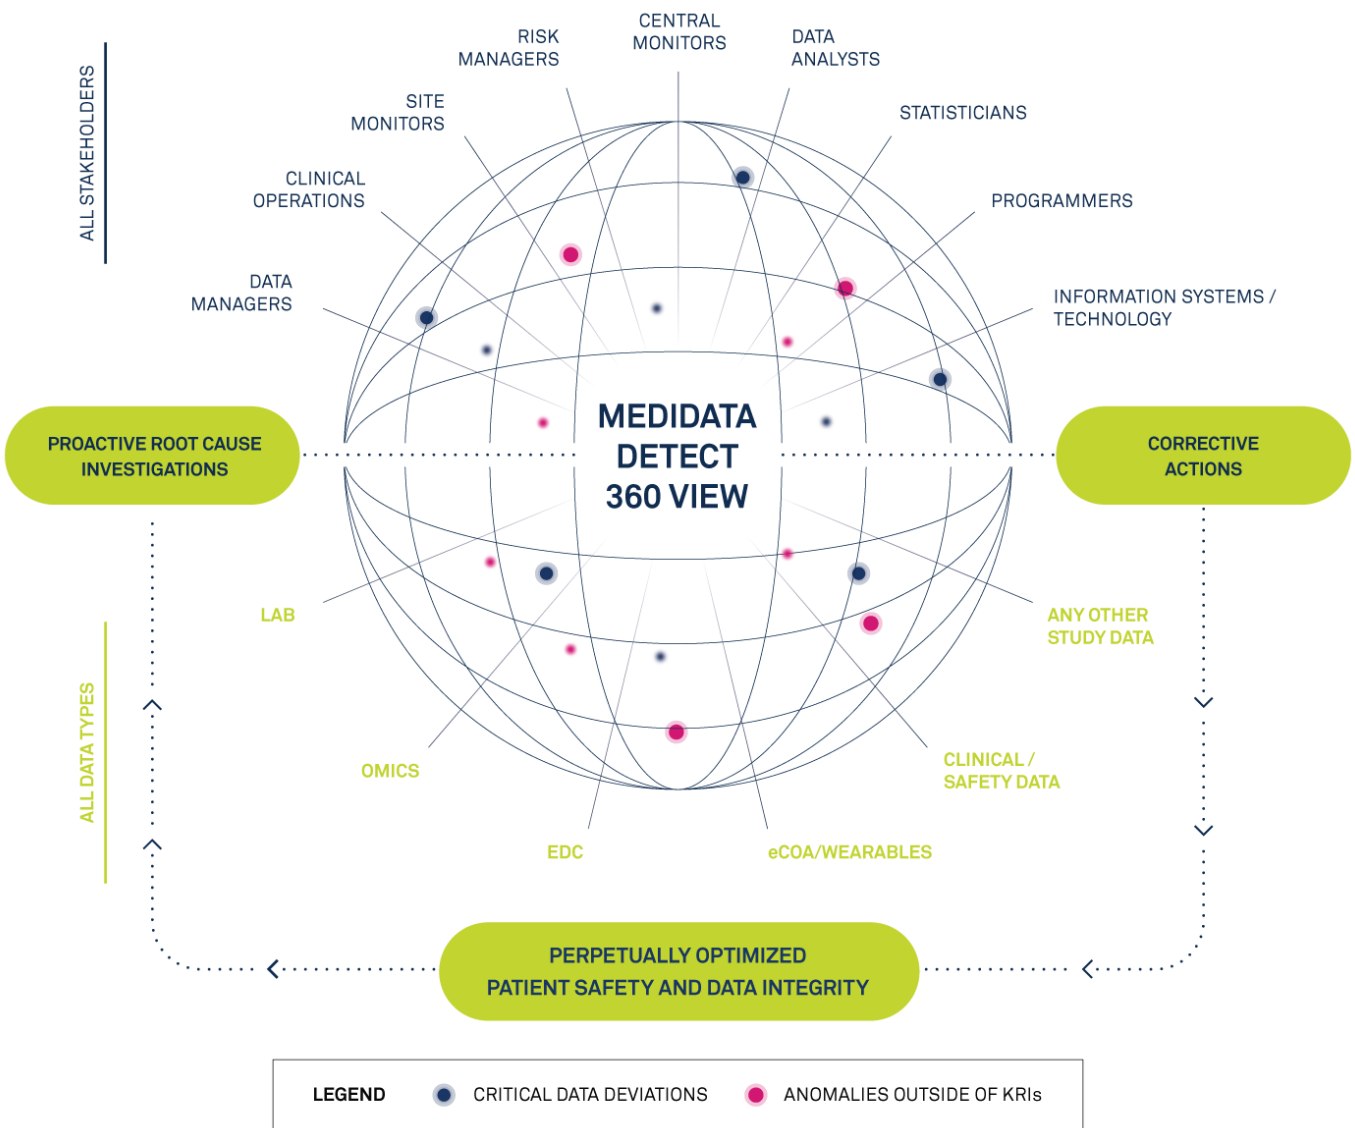 ALL STAKEHOLDERS
CENTRAL
MONITORS
RISK
MANAGERS
DATA
ANALYSTS
SITE
MONITORS
STATISTICIANS
CLINICAL
OPERATIONS
PROGRAMMERS
DATA
MANAGERS
INFORMATION SYSTEMS /
TECHNOLOGY
PROACTIVE ROOT CAUSE
INVESTIGATIONS
MEDIDATA
DETECT
360 VIEW
CORRECTIVE
ACTIONS
ALL DATA TYPES
LAB
ANY OTHER
STUDY DATA
OMICS
CLINICAL /
SAFETY DATA
EDC
eCOA/WEARABLES
PERPETUALLY OPTIMIZED
PATIENT SAFETY AND DATA INTEGRITY
LEGEND
CRITICAL DATA DEVIATIONS
ANOMALIES OUTSIDE OF KRIs